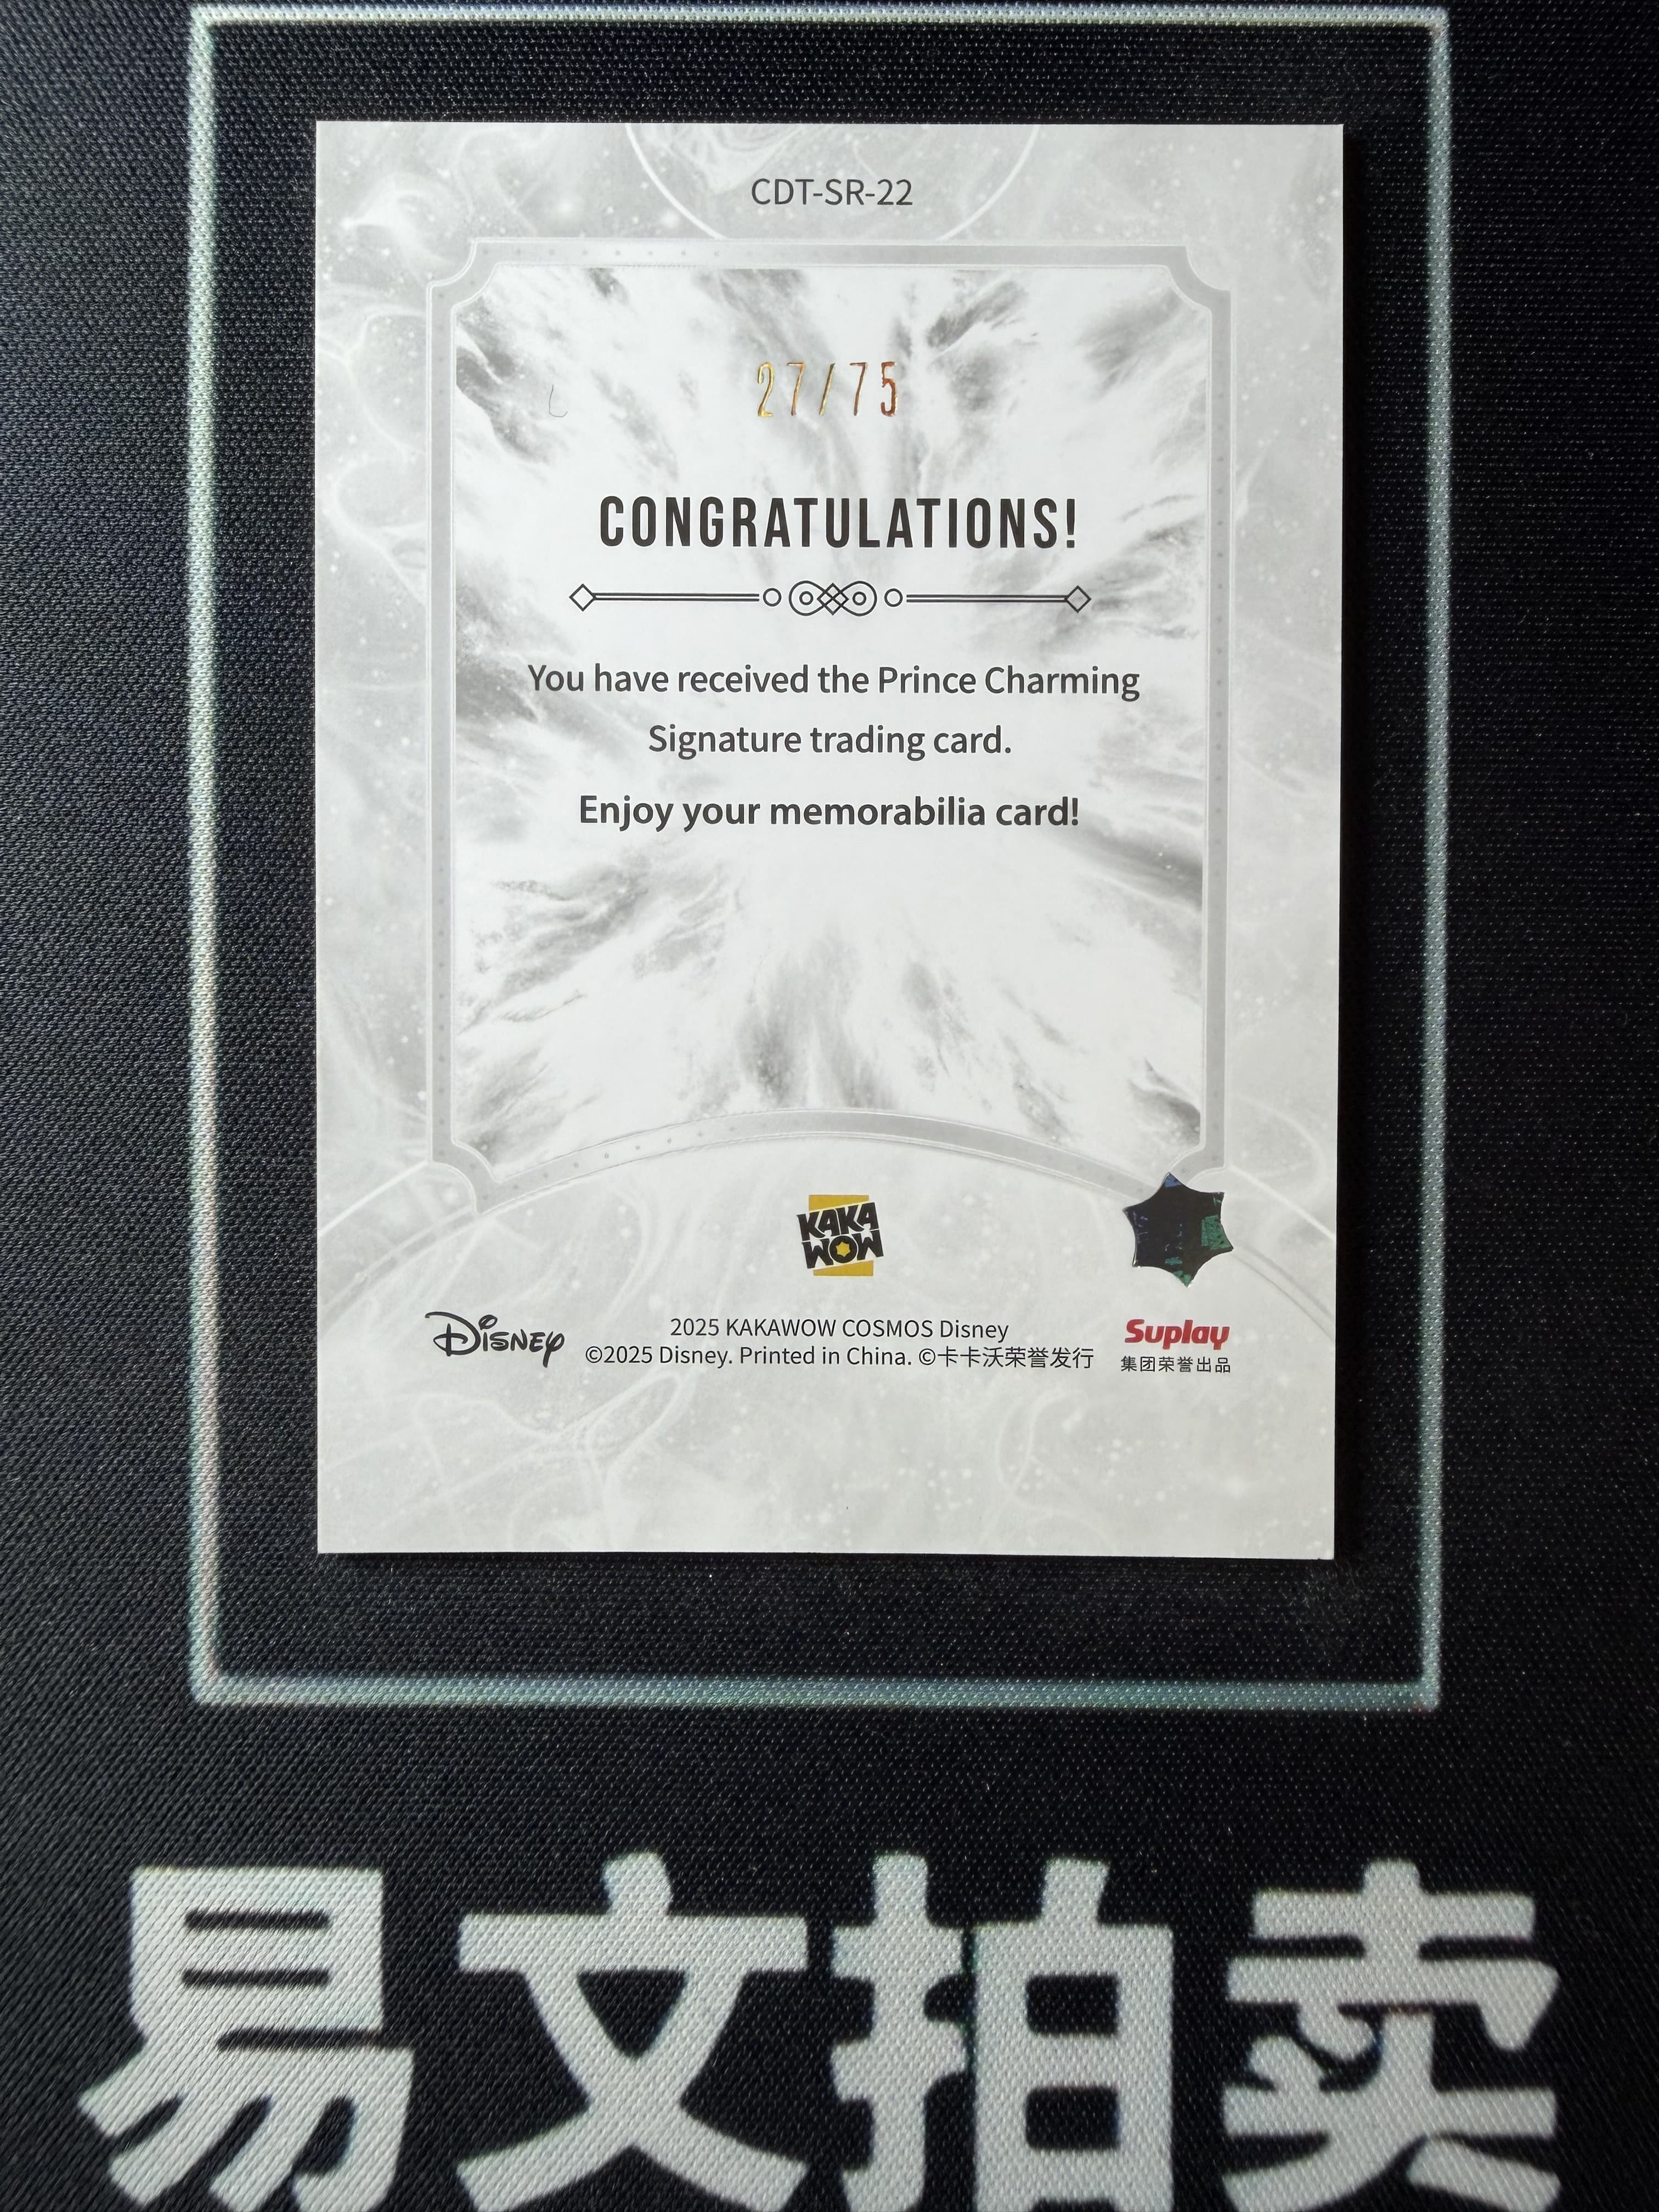 CDT-SR-22
27/75
CONGRATULATIONS!
You have received the Prince Charming
Signature trading card.
Enjoy your memorabilia card!
KAKA
WOW
Disney
2025 KAKAWOW COSMOS Disney
©2025 Disney. Printed in China. ©卡卡沃荣誉发行
Suplay
集团荣誉出品
易文拍卖